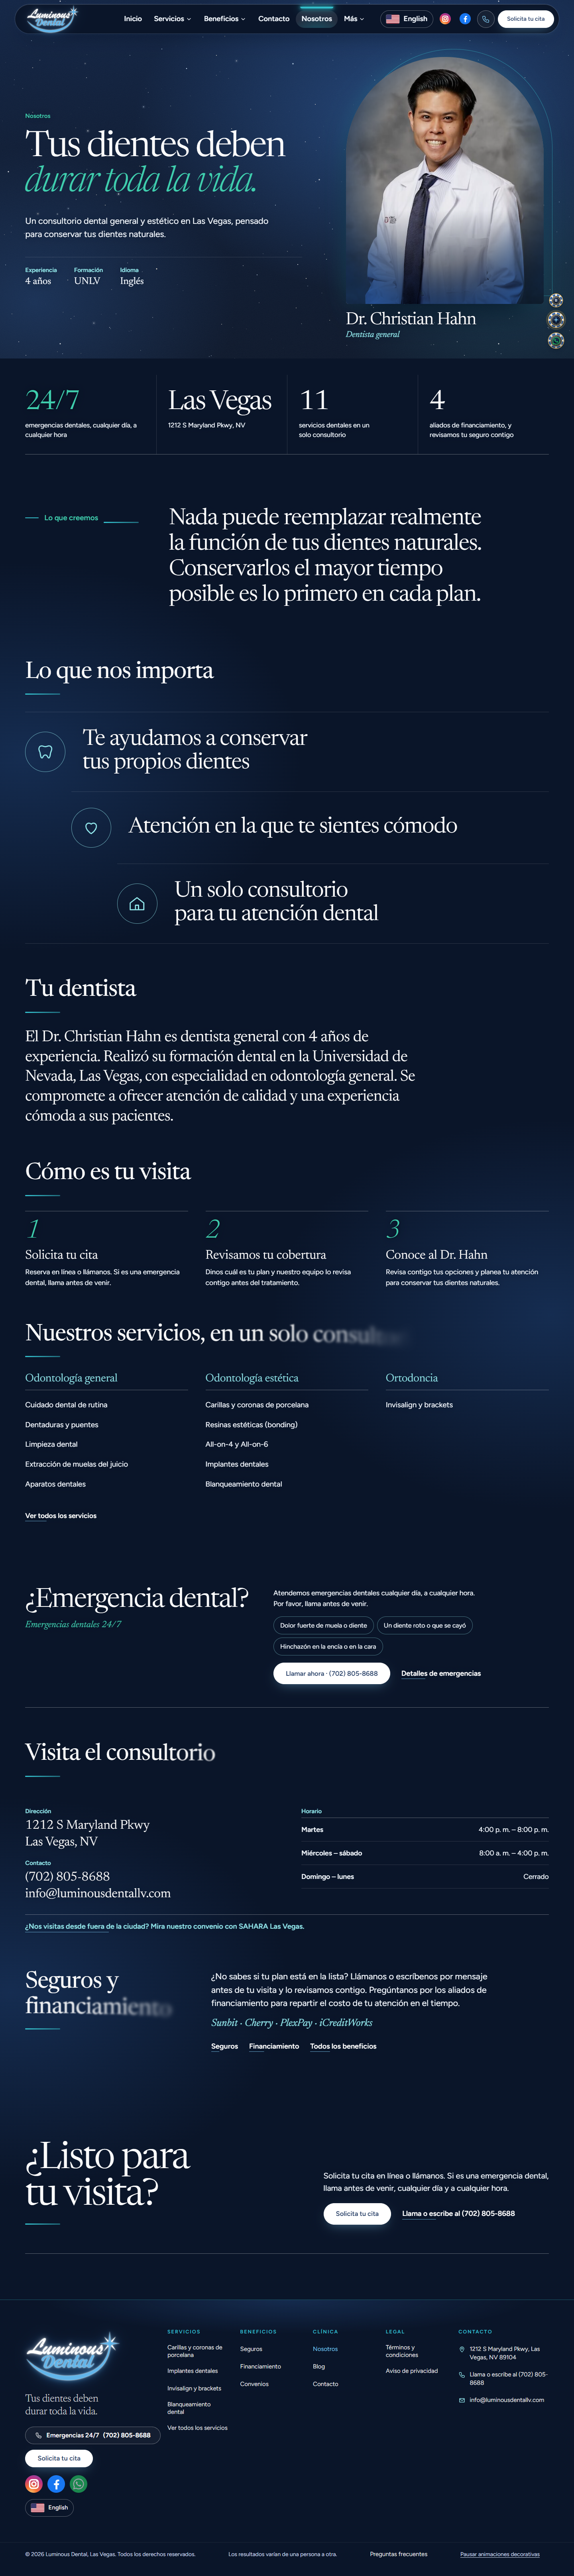 Luminous Dental
Inicio
Servicios
Beneficios
Contacto
Nosotros
Más
English
Solicita tu cita
Nosotros
Tus dientes deben
durar toda la vida.
Un consultorio dental general y estético en Las Vegas, pensado
para conservar tus dientes naturales.
Experiencia
4 años
Formación
UNLV
Idioma
Inglés
Dr. Christian Hahn
Dentista general
24/7
emergencias dentales, cualquier día, a
cualquier hora
Las Vegas
1212 S Maryland Pkwy, NV
11
servicios dentales en un
solo consultorio
4
aliados de financiamiento, y
revisamos tu seguro contigo
Lo que creemos
Nada puede reemplazar realmente
la función de tus dientes naturales.
Conservarlos el mayor tiempo
posible es lo primero en cada plan.
Lo que nos importa
Te ayudamos a conservar
tus propios dientes
Atención en la que te sientes cómodo
Un solo consultorio
para tu atención dental
Tu dentista
El Dr. Christian Hahn es dentista general con 4 años de
experiencia. Realizó su formación dental en la Universidad de
Nevada, Las Vegas, con especialidad en odontología general. Se
compromete a ofrecer atención de calidad y una experiencia
cómoda a sus pacientes.
Cómo es tu visita
1
Solicita tu cita
Reserva en línea o llámanos. Si es una emergencia
dental, llama antes de venir.
2
Revisamos tu cobertura
Dinos cuál es tu plan y nuestro equipo lo revisa
contigo antes del tratamiento.
3
Conoce al Dr. Hahn
Revisa contigo tus opciones y planea tu atención
para conservar tus dientes naturales.
Nuestros servicios, en un solo consultorio
Odontología general
Cuidado dental de rutina
Dentaduras y puentes
Limpieza dental
Extracción de muelas del juicio
Aparatos dentales
Odontología estética
Carillas y coronas de porcelana
Resinas estéticas (bonding)
All-on-4 y All-on-6
Implantes dentales
Blanqueamiento dental
Ortodoncia
Invisalign y brackets
Ver todos los servicios
¿Emergencia dental?
Emergencias dentales 24/7
Atendemos emergencias dentales cualquier día, a cualquier hora.
Por favor, llama antes de venir.
Dolor fuerte de muela o diente
Un diente roto o que se cayó
Hinchazón en la encía o en la cara
Llamar ahora · (702) 805-8688
Detalles de emergencias
Visita el consultorio
Dirección
1212 S Maryland Pkwy
Las Vegas, NV
Contacto
(702) 805-8688
info@luminousdentallv.com
Horario
Martes 4:00 p. m. – 8:00 p. m.
Miércoles – sábado 8:00 a. m. – 4:00 p. m.
Domingo – lunes Cerrado
¿Nos visitas desde fuera de la ciudad? Mira nuestro convenio con SAHARA Las Vegas.
Seguros y
financiamiento
¿No sabes si tu plan está en la lista? Llámanos o escríbenos por mensaje
antes de tu visita y lo revisamos contigo. Pregúntanos por los aliados de
financiamiento para repartir el costo de tu atención en el tiempo.
Sunbit · Cherry · PlexPay · iCreditWorks
Seguros
Financiamiento
Todos los beneficios
¿Listo para
tu visita?
Solicita tu cita en línea o llámanos. Si es una emergencia dental,
llama antes de venir, cualquier día y a cualquier hora.
Solicita tu cita
Llama o escribe al (702) 805-8688
Luminous Dental
Tus dientes deben
durar toda la vida.
Emergencias 24/7 (702) 805-8688
Solicita tu cita
English
SERVICIOS
Carillas y coronas de
porcelana
Implantes dentales
Invisalign y brackets
Blanqueamiento
dental
Ver todos los servicios
BENEFICIOS
Seguros
Financiamiento
Convenios
CLÍNICA
Nosotros
Blog
Contacto
LEGAL
Términos y
condiciones
Aviso de privacidad
CONTACTO
1212 S Maryland Pkwy, Las
Vegas, NV 89104
Llama o escribe al (702) 805-
8688
info@luminousdentallv.com
© 2026 Luminous Dental, Las Vegas. Todos los derechos reservados.
Los resultados varían de una persona a otra.
Preguntas frecuentes
Pausar animaciones decorativas